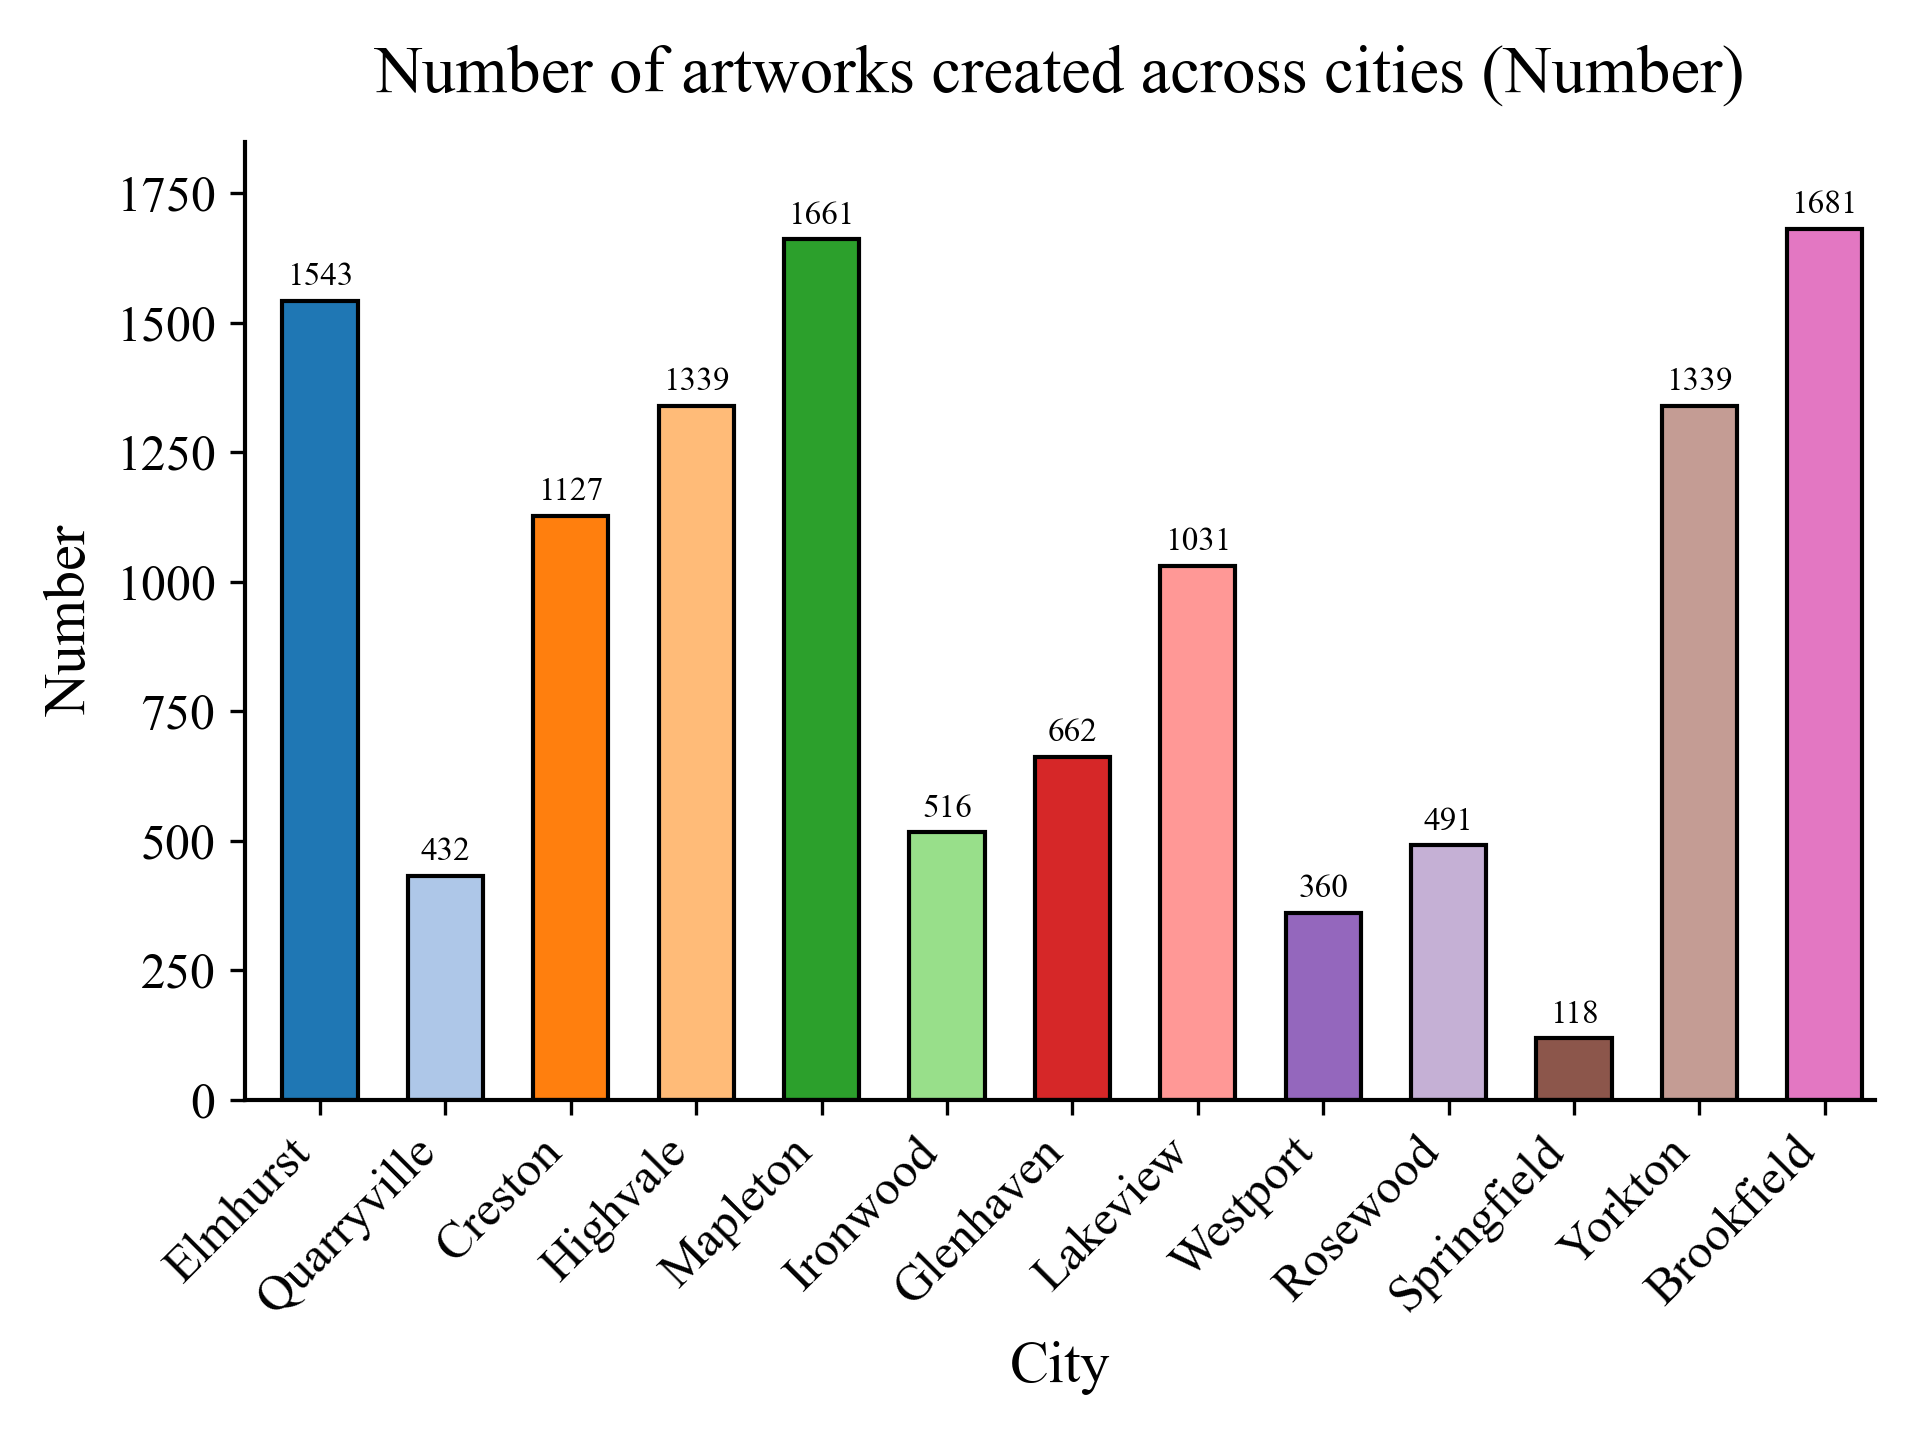 Number of artworks created across cities (Number)
Number
1750
1500
1250
1000
750
500
250
0
1543
432
1127
1339
1661
516
662
1031
360
491
118
1339
1681
Elmhurst
Quarryville
Creston
Highvale
Mapleton
Ironwood
Glenhaven
Lakeview
Westport
Rosewood
Springfield
Yorkton
Brookfield
City